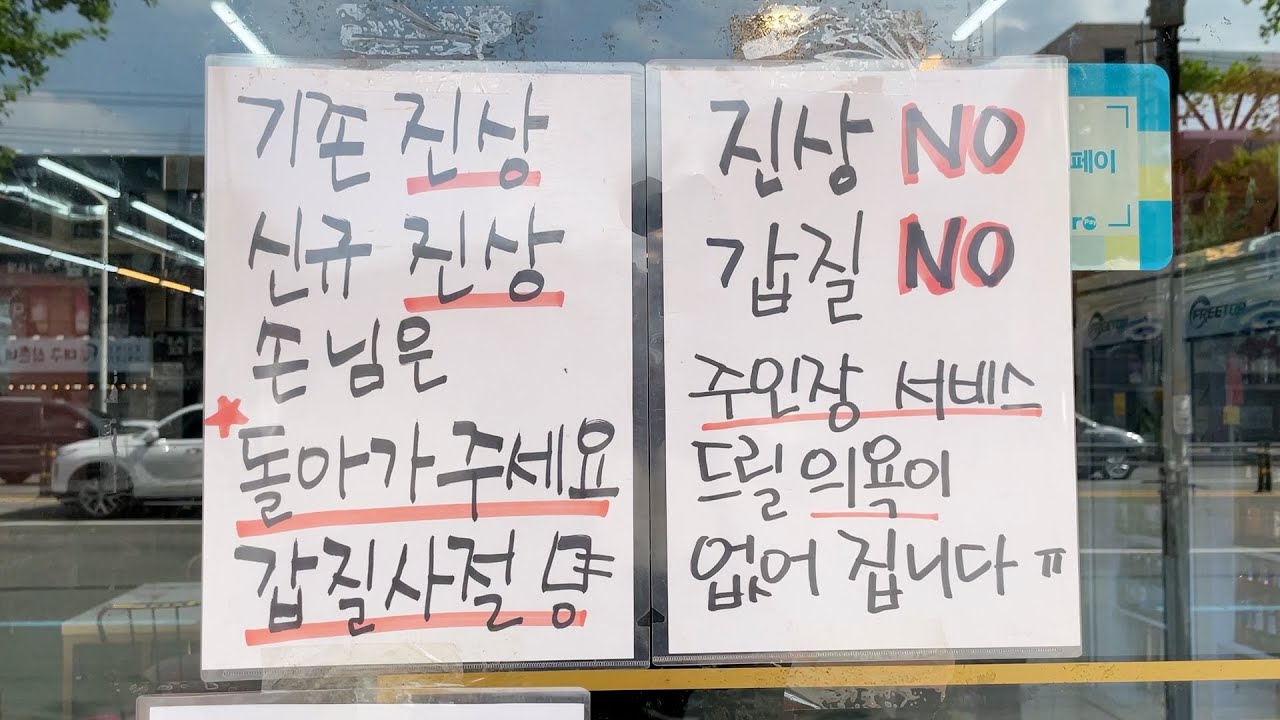 기존 진상
신규 진상
손님은
돌아가 주세요
갑질사절
진상 NO
갑질 NO
주인장 서비스
드릴 의욕이
없어 집니다 ㅠ
페이
FREETOP